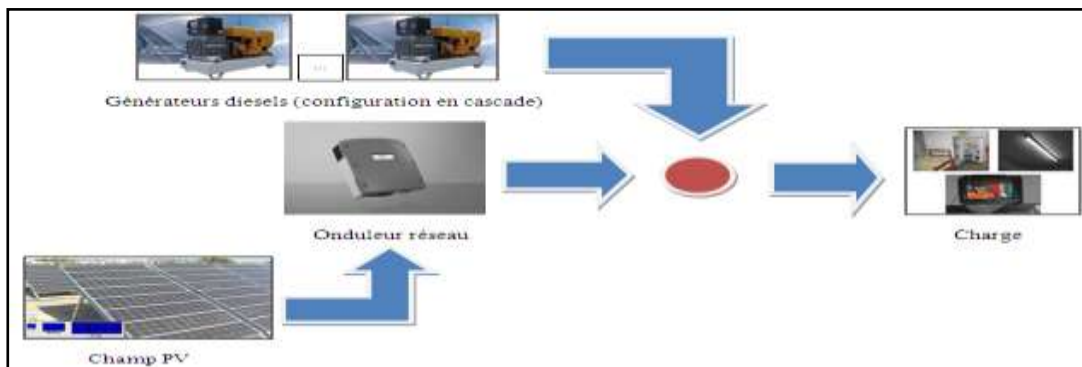 Générateurs diesels (configuration en cascade)
Onduleur réseau
Charge
Champ PV